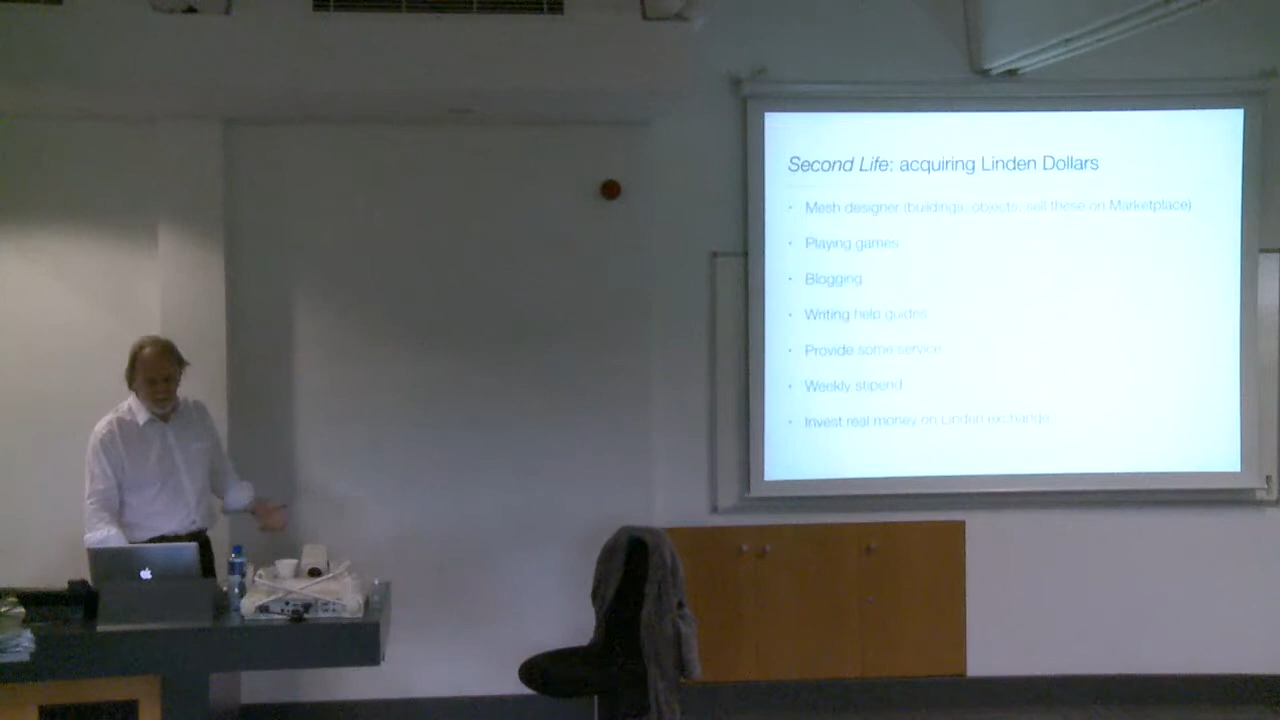 Second Life: acquiring Linden Dollars
• Mesh designer (buildings, objects, sell these on Marketplace)
• Playing games
• Blogging
• Writing help guides
• Provide some service
• Weekly stipend
• Invest real money on Linden exchange